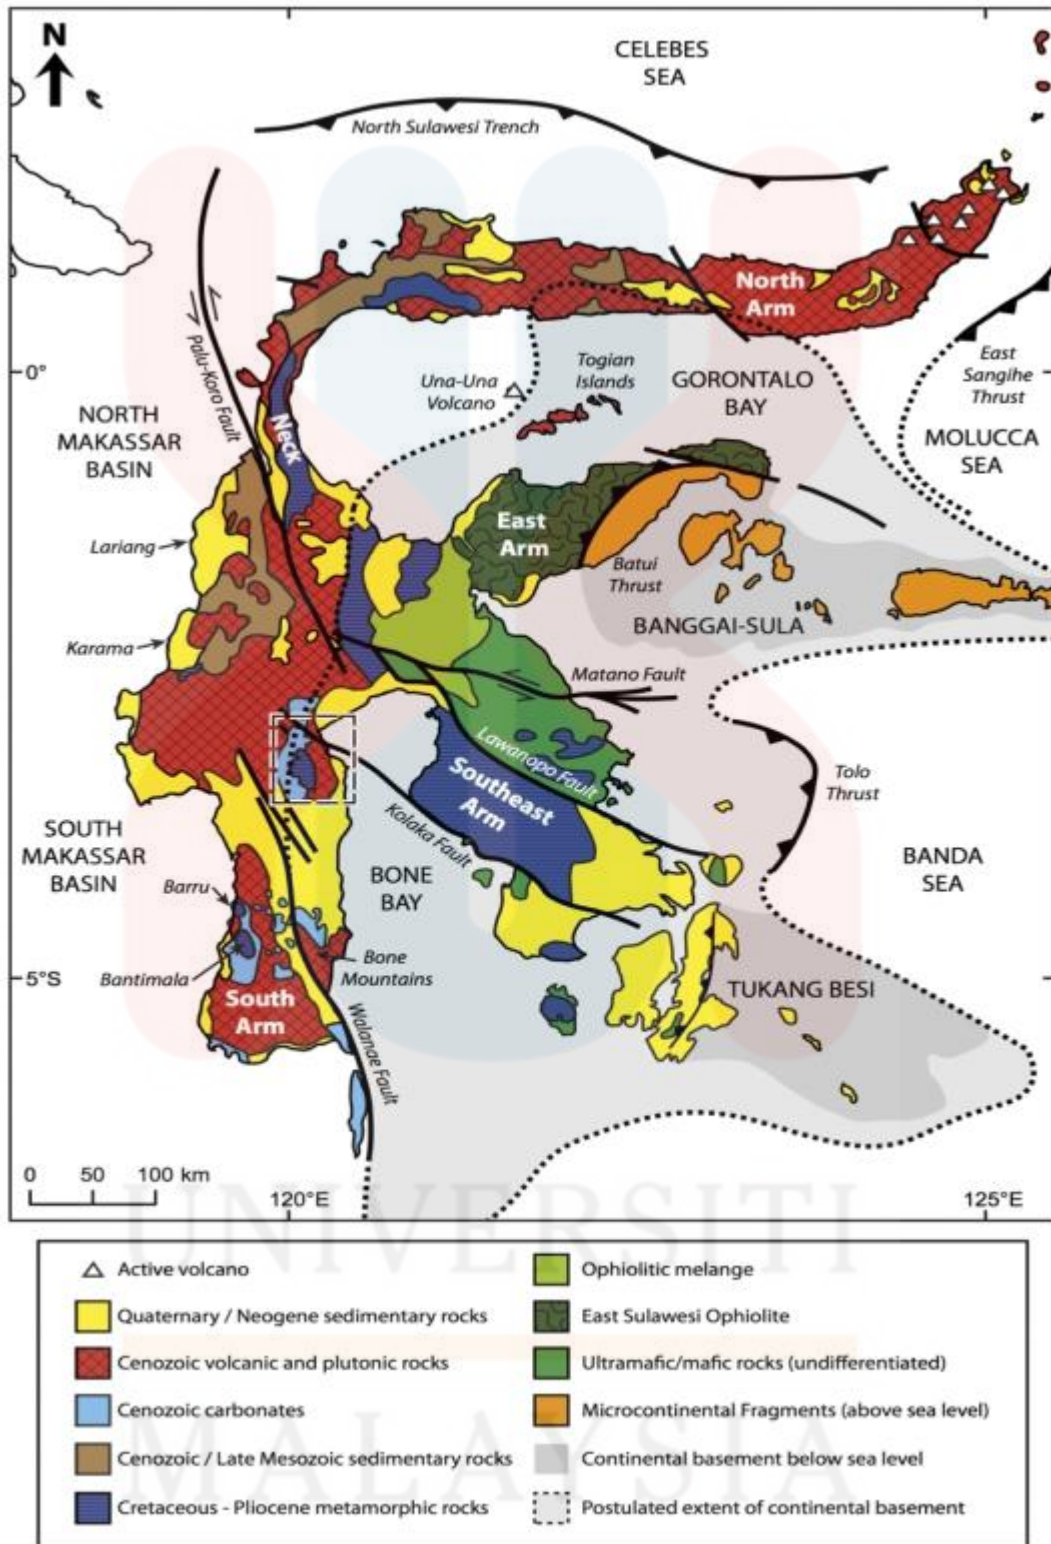 N
CELEBES
SEA
North Sulawesi Trench
North
Arm
0°
Palu-Koro Fault
Una-Una
Volcano
Togian
Islands
GORONTALO
BAY
East
Sangihe
Thrust
NORTH
MAKASSAR
BASIN
Neck
MOLUCCA
SEA
Lariang
East
Arm
Batui
Thrust
BANGGAI-SULA
Karama
Matano Fault
Lawanopo Fault
Tolo
Thrust
Southeast
Arm
SOUTH
MAKASSAR
BASIN
Kolaka Fault
BONE
BAY
BANDA
SEA
Barru
Bantimala
Bone
Mountains
5°S
TUKANG BESI
South
Arm
Walanae Fault
0 50 100 km
120°E
125°E
UNIVERSITI
Active volcano
Quaternary / Neogene sedimentary rocks
Cenozoic volcanic and plutonic rocks
Cenozoic carbonates
Cenozoic / Late Mesozoic sedimentary rocks
Cretaceous - Pliocene metamorphic rocks
Ophiolitic melange
East Sulawesi Ophiolite
Ultramafic/mafic rocks (undifferentiated)
Microcontinental Fragments (above sea level)
Continental basement below sea level
Postulated extent of continental basement
MALAYSIA